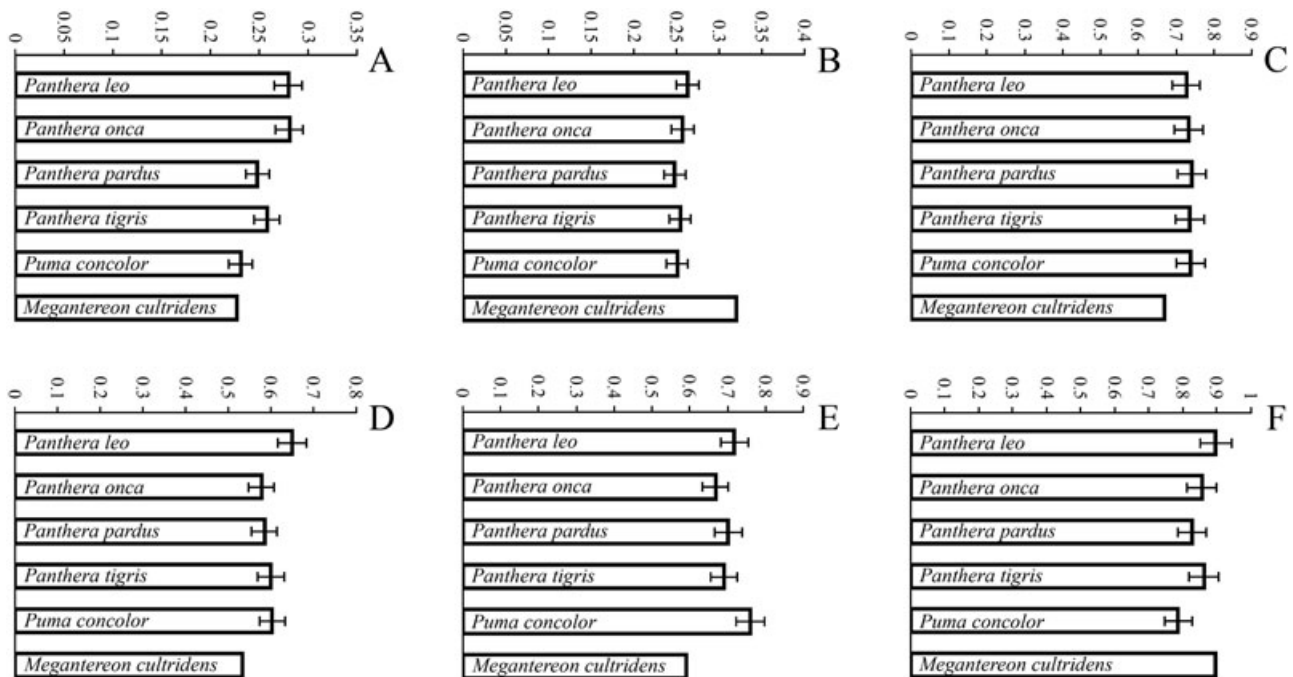 0 0.05 0.1 0.15 0.2 0.25 0.3 0.35
A
Panthera leo
Panthera onca
Panthera pardus
Panthera tigris
Puma concolor
Megantereon cultridens
0 0.05 0.1 0.15 0.2 0.25 0.3 0.35 0.4
B
Panthera leo
Panthera onca
Panthera pardus
Panthera tigris
Puma concolor
Megantereon cultridens
0 0.1 0.2 0.3 0.4 0.5 0.6 0.7 0.8 0.9
C
Panthera leo
Panthera onca
Panthera pardus
Panthera tigris
Puma concolor
Megantereon cultridens
0 0.1 0.2 0.3 0.4 0.5 0.6 0.7 0.8
D
Panthera leo
Panthera onca
Panthera pardus
Panthera tigris
Puma concolor
Megantereon cultridens
0 0.1 0.2 0.3 0.4 0.5 0.6 0.7 0.8 0.9
E
Panthera leo
Panthera onca
Panthera pardus
Panthera tigris
Puma concolor
Megantereon cultridens
0 0.1 0.2 0.3 0.4 0.5 0.6 0.7 0.8 0.9 1
F
Panthera leo
Panthera onca
Panthera pardus
Panthera tigris
Puma concolor
Megantereon cultridens